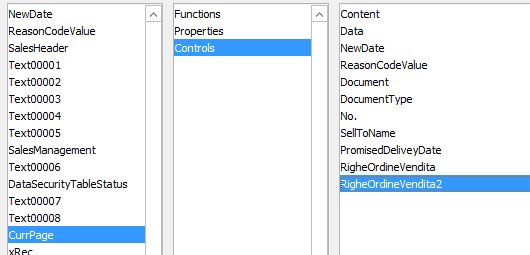 NewDate
ReasonCodeValue
SalesHeader
Text00001
Text00002
Text00003
Text00004
Text00005
SalesManagement
Text00006
DataSecurityTableStatus
Text00007
Text00008
CurrPage
xRec
Functions
Properties
Controls
Content
Data
NewDate
ReasonCodeValue
Document
DocumentType
No.
SellToName
PromisedDeliveyDate
RigheOrdineVendita
RigheOrdineVendita2